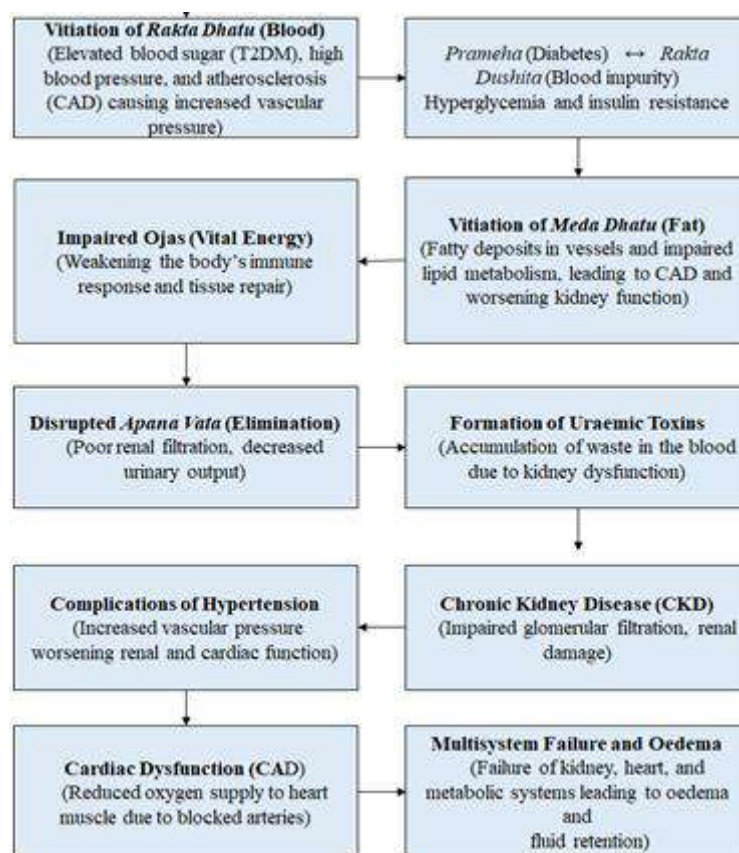 Vitiation of Rakta Dhatu (Blood)
(Elevated blood sugar (T2DM), high
blood pressure, and atherosclerosis
(CAD) causing increased vascular
pressure)
Prameha (Diabetes) ↔ Rakta
Dushita (Blood impurity)
Hyperglycemia and insulin resistance
Vitiation of Meda Dhatu (Fat)
(Fatty deposits in vessels and impaired
lipid metabolism, leading to CAD and
worsening kidney function)
Impaired Ojas (Vital Energy)
(Weakening the body's immune
response and tissue repair)
Disrupted Apana Vata (Elimination)
(Poor renal filtration, decreased
urinary output)
Formation of Uraemic Toxins
(Accumulation of waste in the blood
due to kidney dysfunction)
Chronic Kidney Disease (CKD)
(Impaired glomerular filtration, renal
damage)
Complications of Hypertension
(Increased vascular pressure
worsening renal and cardiac function)
Cardiac Dysfunction (CAD)
(Reduced oxygen supply to heart
muscle due to blocked arteries)
Multisystem Failure and Oedema
(Failure of kidney, heart, and
metabolic systems leading to oedema
and
fluid retention)